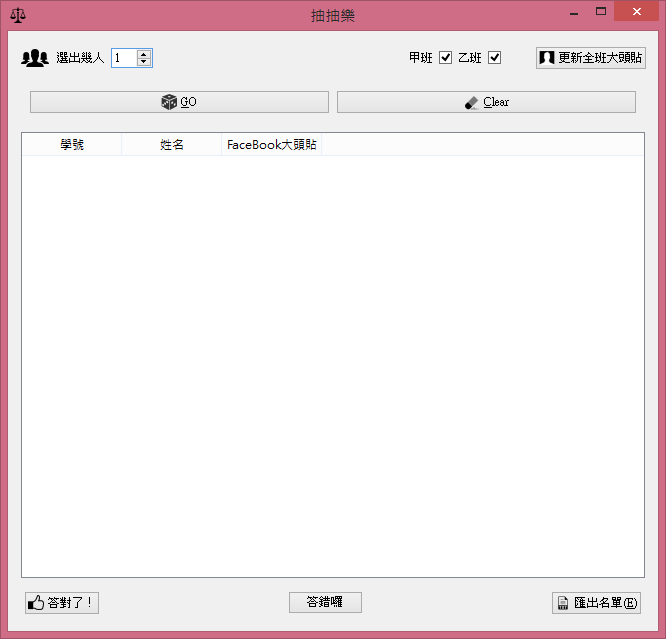 抽抽樂
選出幾人 1 甲班 乙班 更新全班大頭貼
GO Clear
學號 姓名 FaceBook大頭貼
答對了！ 答錯囉 匯出名單(E)